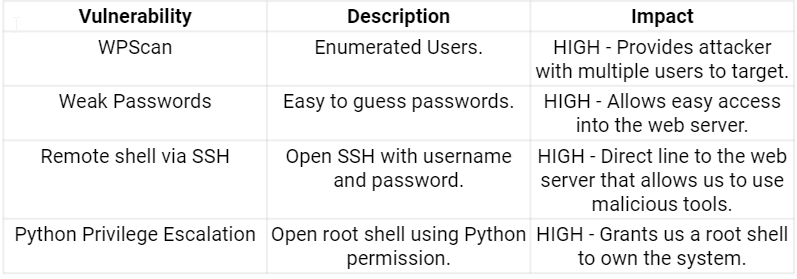 Vulnerability Description Impact
WPScan Enumerated Users. HIGH - Provides attacker
with multiple users to target.
Weak Passwords Easy to guess passwords. HIGH - Allows easy access
into the web server.
Remote shell via SSH Open SSH with username HIGH - Direct line to the web
and password. server that allows us to use
malicious tools.
Python Privilege Escalation Open root shell using Python HIGH - Grants us a root shell
permission. to own the system.